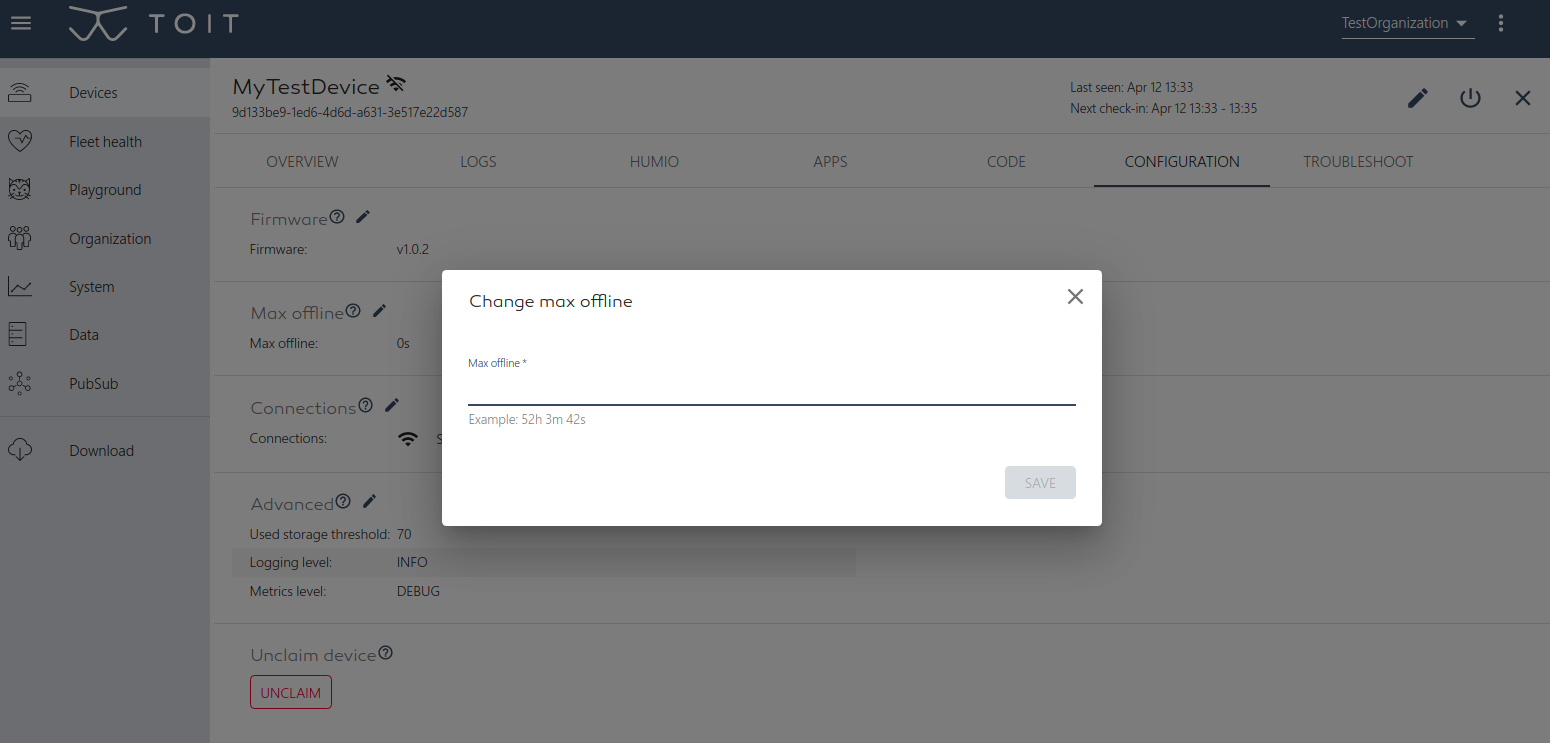 TOIT
TestOrganization
Devices
Fleet health
Playground
Organization
System
Data
PubSub
Download
MyTestDevice
9d133be9-1ed6-4d6d-a631-3e517e22d587
Last seen: Apr 12 13:33
Next check-in: Apr 12 13:33 - 13:35
OVERVIEW LOGS HUMIO APPS CODE CONFIGURATION TROUBLESHOOT
Firmware
Firmware: v1.0.2
Max offline
Max offline: 0s
Connections
Connections: S
Advanced
Used storage threshold: 70
Logging level: INFO
Metrics level: DEBUG
Unclaim device
UNCLAIM
Change max offline
Max offline *
Example: 52h 3m 42s
SAVE